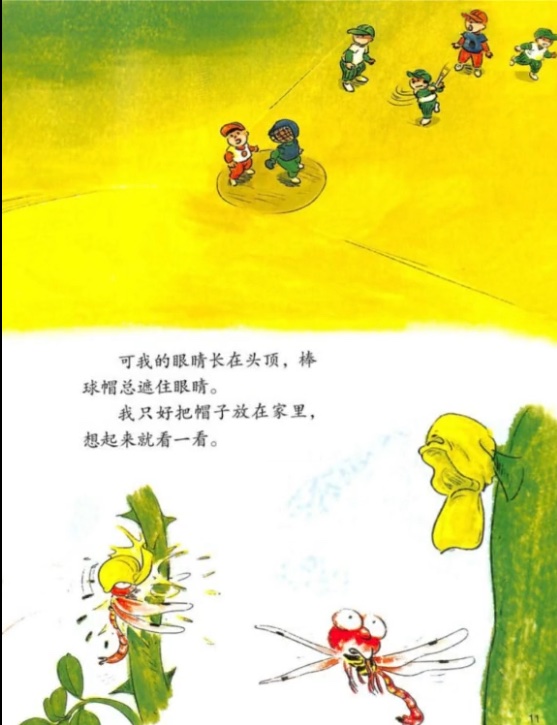 可我的眼睛长在头顶，棒
球帽总遮住眼睛。
我只好把帽子放在家里，
想起来就看一看。